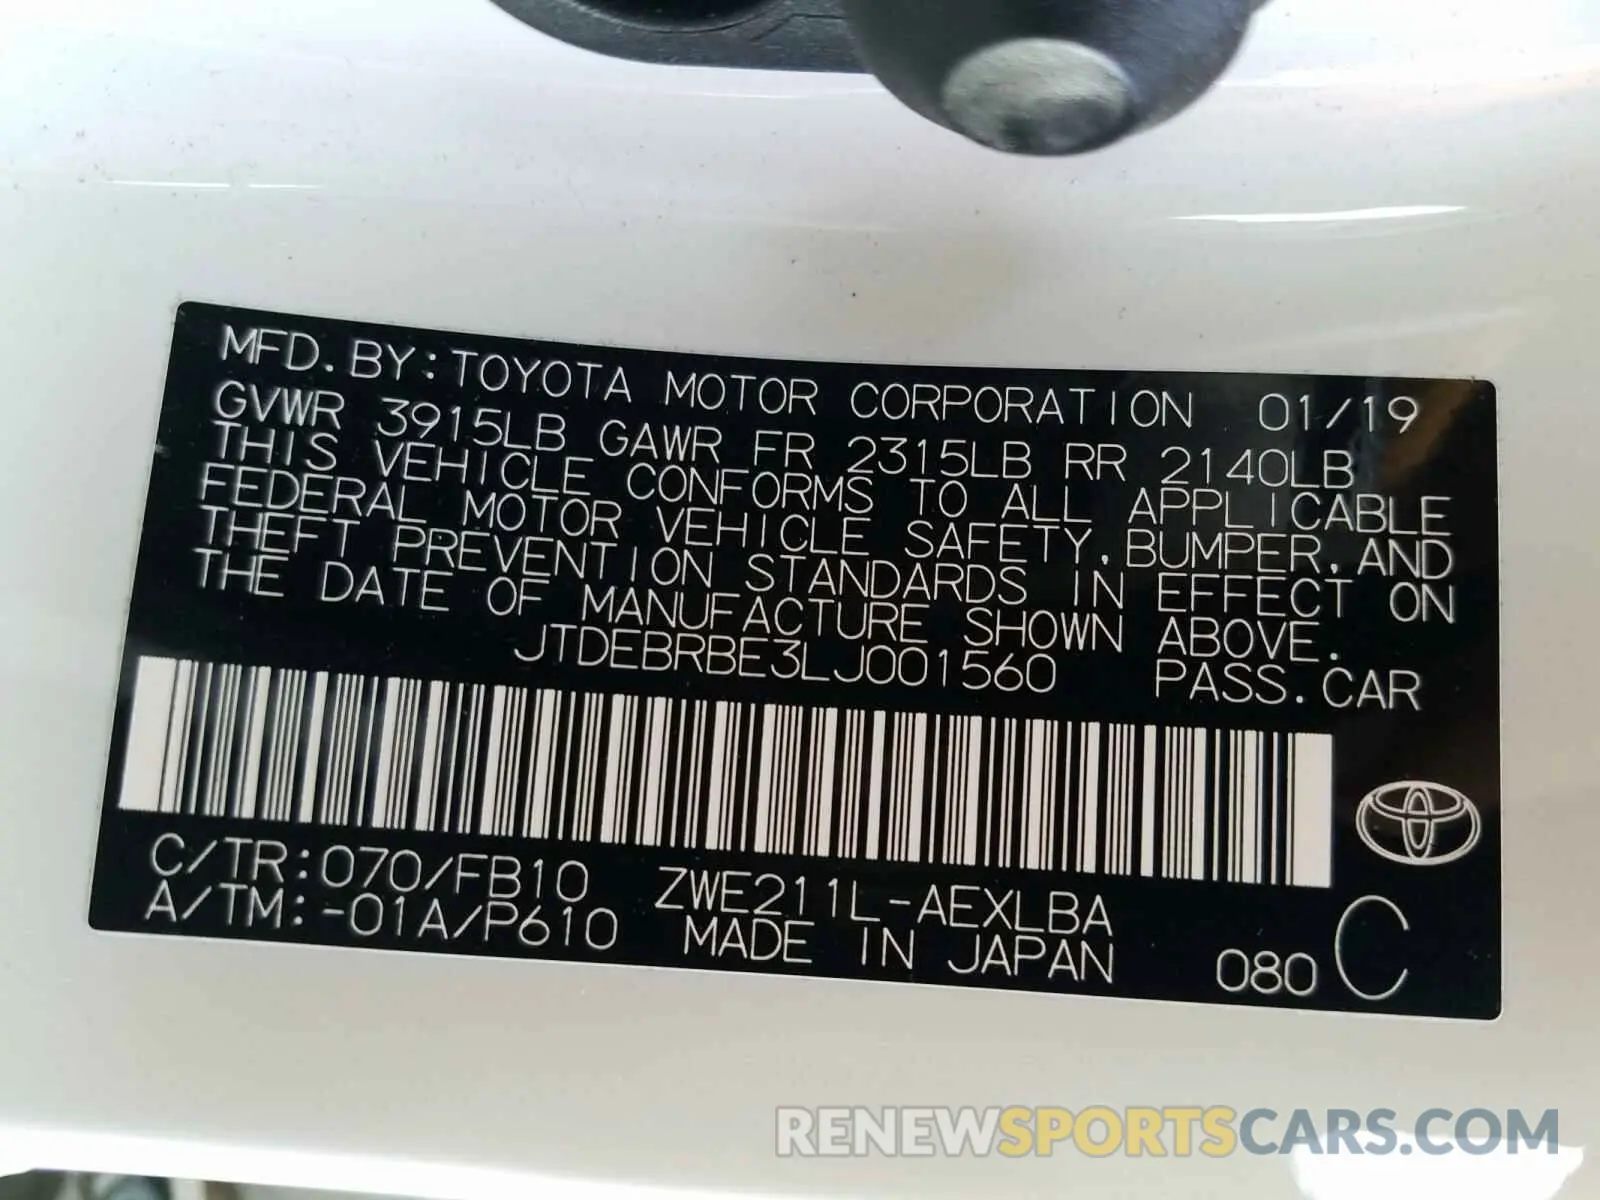 MFD.BY:TOYOTA MOTOR CORPORATION 01/19
GVWR 3915LB GAWR FR 2315LB RR 2140LB
THIS VEHICLE CONFORMS TO ALL APPLICABLE
FEDERAL MOTOR VEHICLE SAFETY,BUMPER,AND
THEFT PREVENTION STANDARDS IN EFFECT ON
THE DATE OF MANUFACTURE SHOWN ABOVE.
JTDEBRBE3LJ001560 PASS.CAR
C/TR:070/FB10 ZWE211L-AEXLBA
A/TM:-01A/P610 MADE IN JAPAN 080 C
RENEWSPORTSCARS.COM